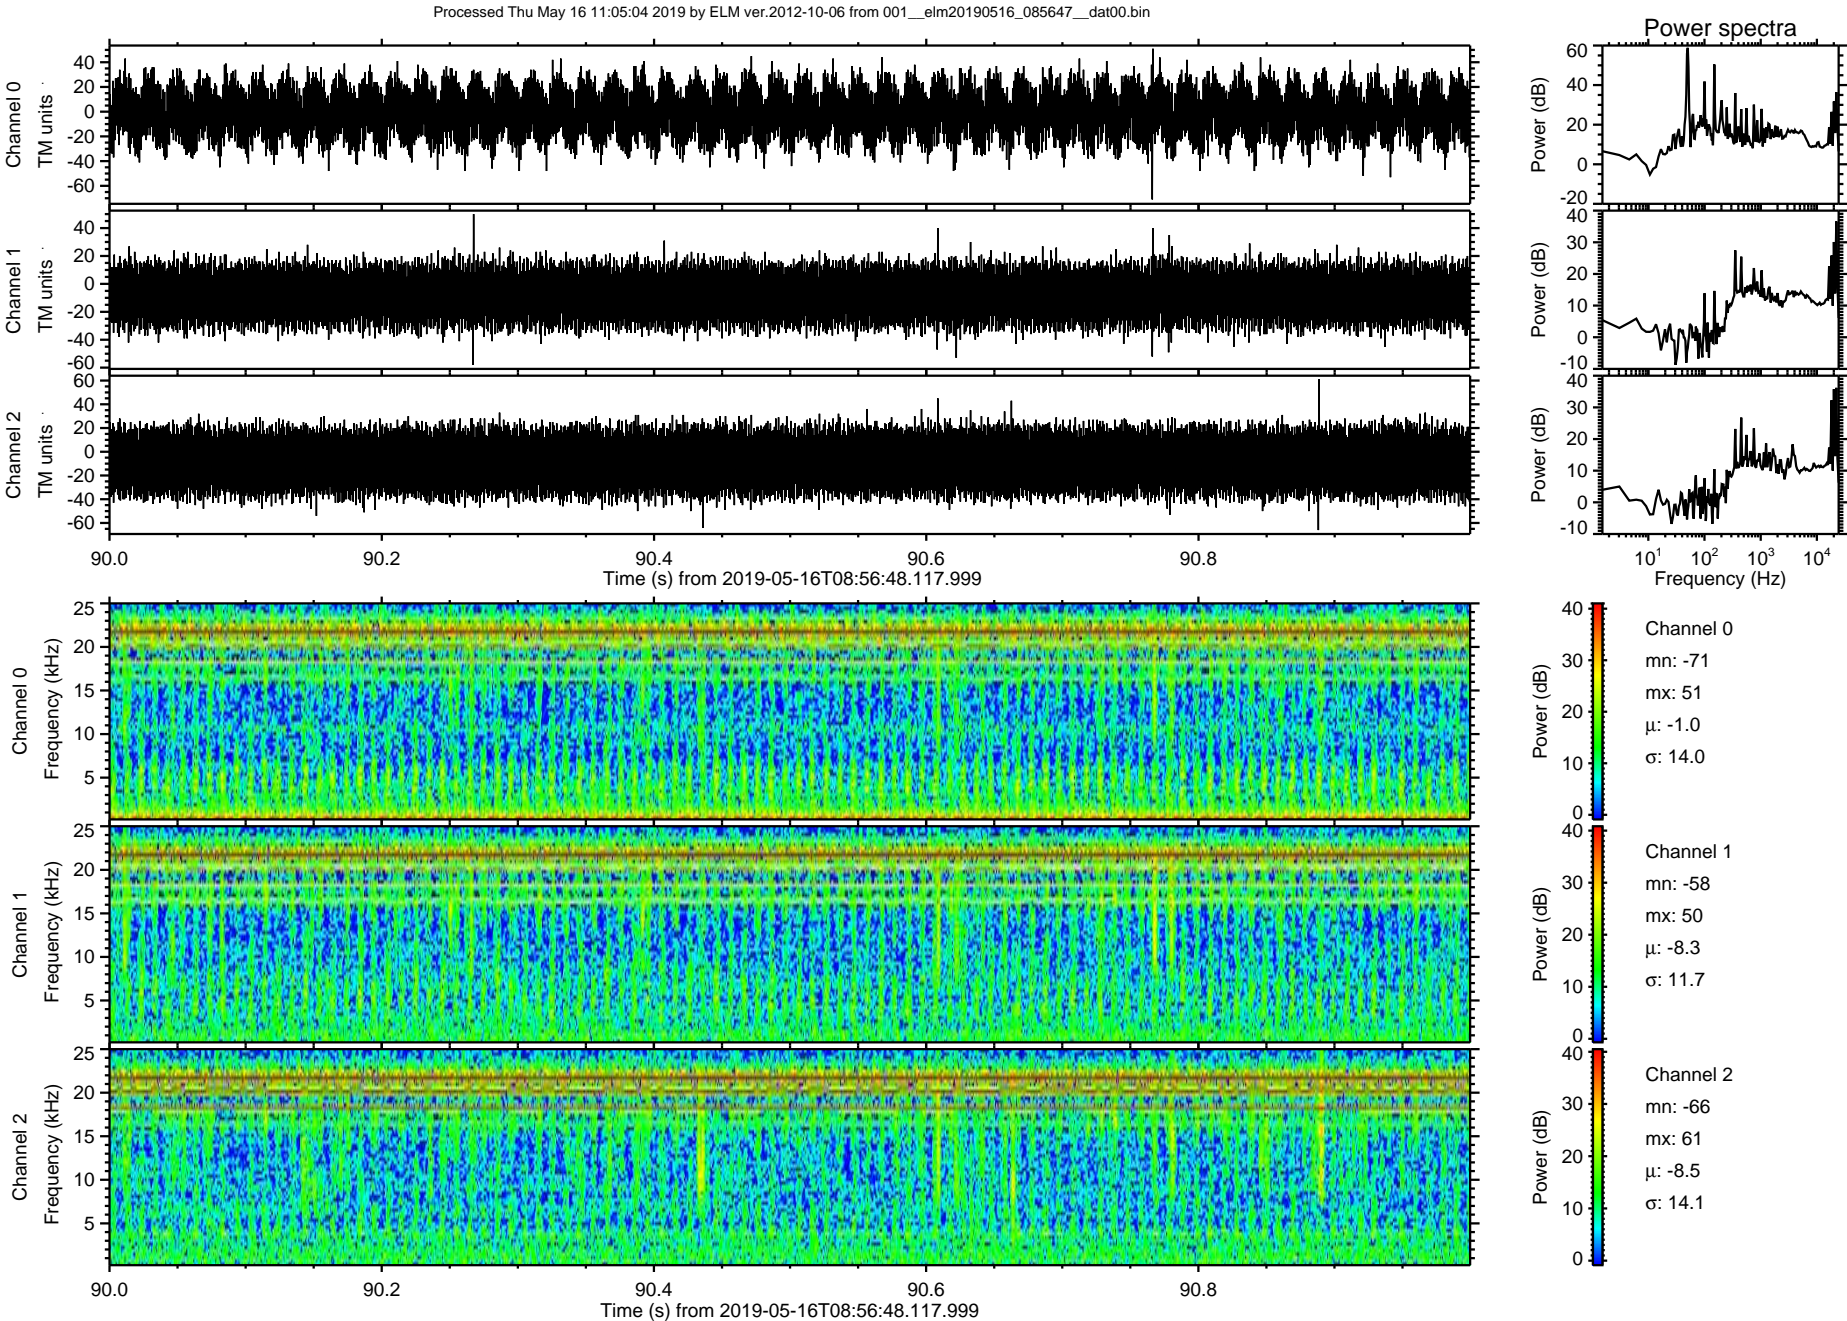 Processed Thu May 16 11:05:04 2019 by ELM ver.2012-10-06 from 001__elm20190516_085647__dat00.bin
Power spectra
Channel 0
TM units
40
20
0
-20
-40
-60
Power (dB)
60
40
20
0
-20
Channel 1
TM units
40
20
0
-20
-40
-60
Power (dB)
40
30
20
10
0
-10
Channel 2
TM units
60
40
20
0
-20
-40
-60
Power (dB)
40
30
20
10
0
-10
90.0 90.2 90.4 90.6 90.8
Time (s) from 2019-05-16T08:56:48.117.999
10¹ 10² 10³ 10⁴
Frequency (Hz)
Channel 0
Frequency (kHz)
25
20
15
10
5
Power (dB)
40
30
20
10
0
Channel 0
mn: -71
mx: 51
μ: -1.0
σ: 14.0
Channel 1
Frequency (kHz)
25
20
15
10
5
Power (dB)
40
30
20
10
0
Channel 1
mn: -58
mx: 50
μ: -8.3
σ: 11.7
Channel 2
Frequency (kHz)
25
20
15
10
5
Power (dB)
40
30
20
10
0
Channel 2
mn: -66
mx: 61
μ: -8.5
σ: 14.1
90.0 90.2 90.4 90.6 90.8
Time (s) from 2019-05-16T08:56:48.117.999